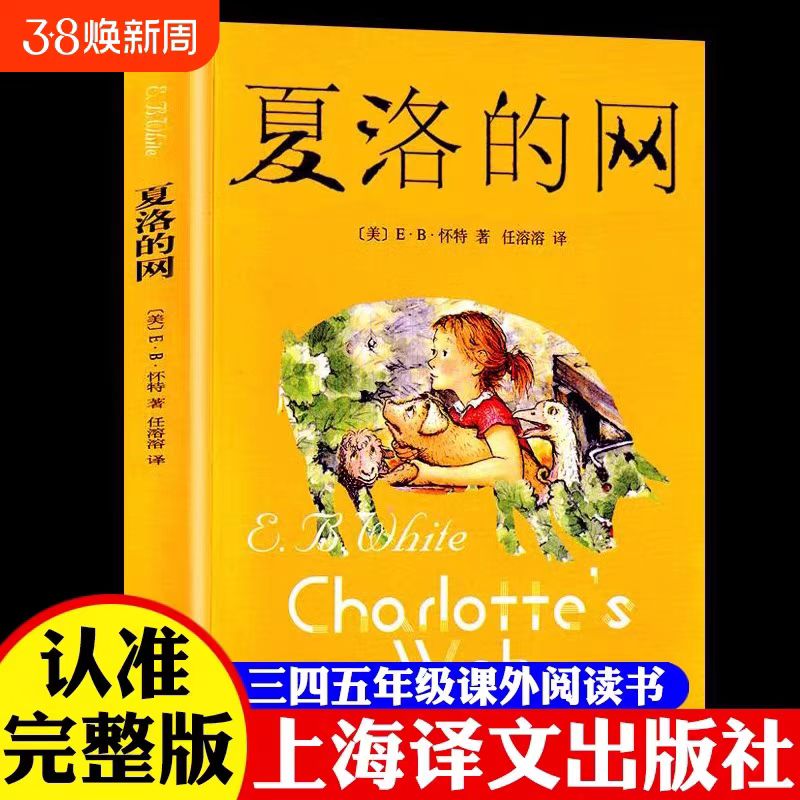 3·8焕新周
E. B. White
夏洛的网
〔美〕E·B·怀特 著 任溶溶 译
夏洛的网
〔美〕E·B·怀特 著 任溶溶 译
E. B. White
Charlotte's
Web
三四五年级课外阅读书
认准
完整版
上海译文出版社